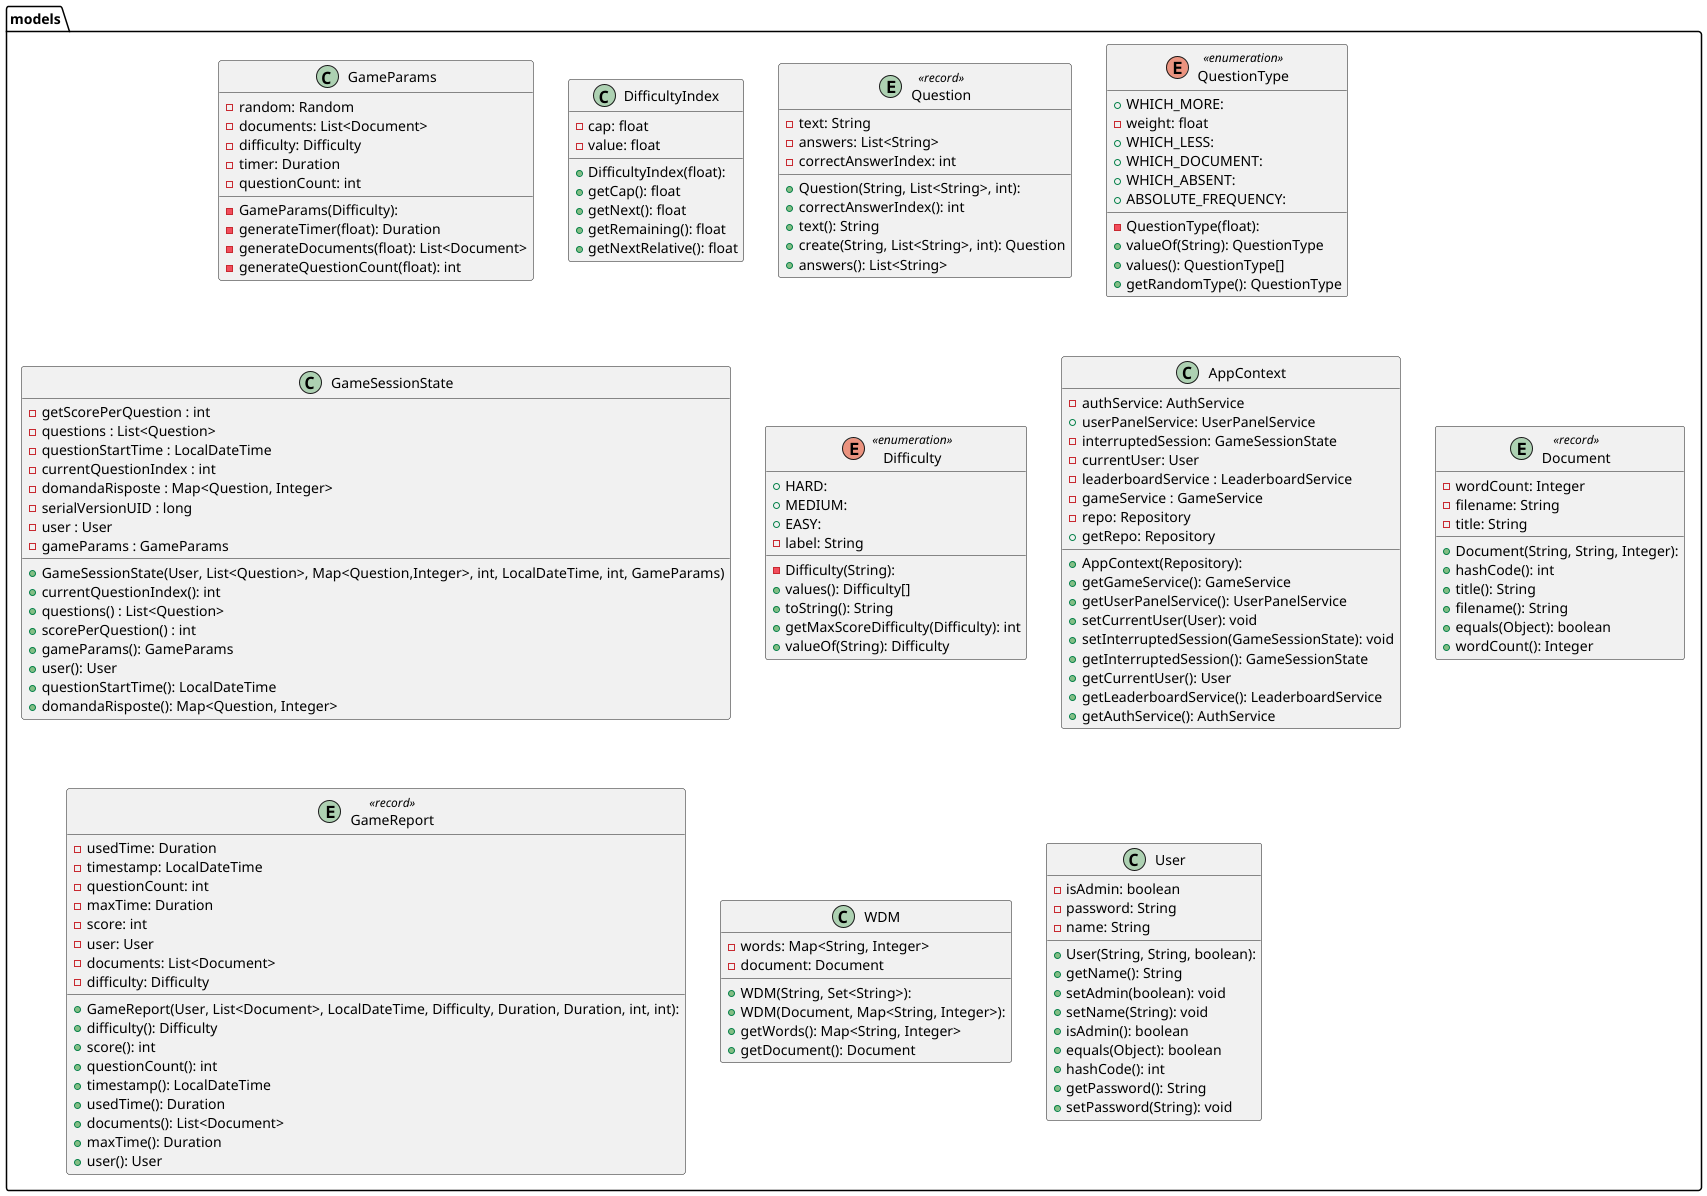 models
C GameParams
random: Random
documents: List<Document>
difficulty: Difficulty
timer: Duration
questionCount: int
GameParams(Difficulty):
generateTimer(float): Duration
generateDocuments(float): List<Document>
generateQuestionCount(float): int
C DifficultyIndex
cap: float
value: float
DifficultyIndex(float):
getCap(): float
getNext(): float
getRemaining(): float
getNextRelative(): float
«record»
E Question
text: String
answers: List<String>
correctAnswerIndex: int
Question(String, List<String>, int):
correctAnswerIndex(): int
text(): String
create(String, List<String>, int): Question
answers(): List<String>
«enumeration»
E QuestionType
WHICH_MORE:
weight: float
WHICH_LESS:
WHICH_DOCUMENT:
WHICH_ABSENT:
ABSOLUTE_FREQUENCY:
QuestionType(float):
valueOf(String): QuestionType
values(): QuestionType[]
getRandomType(): QuestionType
C GameSessionState
getScorePerQuestion : int
questions : List<Question>
questionStartTime : LocalDateTime
currentQuestionIndex : int
domandaRisposte : Map<Question, Integer>
serialVersionUID : long
user : User
gameParams : GameParams
GameSessionState(User, List<Question>, Map<Question,Integer>, int, LocalDateTime, int, GameParams)
currentQuestionIndex(): int
questions() : List<Question>
scorePerQuestion() : int
gameParams(): GameParams
user(): User
questionStartTime(): LocalDateTime
domandaRisposte(): Map<Question, Integer>
«enumeration»
E Difficulty
HARD:
MEDIUM:
EASY:
label: String
Difficulty(String):
values(): Difficulty[]
toString(): String
getMaxScoreDifficulty(Difficulty): int
valueOf(String): Difficulty
C AppContext
authService: AuthService
userPanelService: UserPanelService
interruptedSession: GameSessionState
currentUser: User
leaderboardService : LeaderboardService
gameService : GameService
repo: Repository
getRepo: Repository
AppContext(Repository):
getGameService(): GameService
getUserPanelService(): UserPanelService
setCurrentUser(User): void
setInterruptedSession(GameSessionState): void
getInterruptedSession(): GameSessionState
getCurrentUser(): User
getLeaderboardService(): LeaderboardService
getAuthService(): AuthService
«record»
E Document
wordCount: Integer
filename: String
title: String
Document(String, String, Integer):
hashCode(): int
title(): String
filename(): String
equals(Object): boolean
wordCount(): Integer
«record»
E GameReport
usedTime: Duration
timestamp: LocalDateTime
questionCount: int
maxTime: Duration
score: int
user: User
documents: List<Document>
difficulty: Difficulty
GameReport(User, List<Document>, LocalDateTime, Difficulty, Duration, Duration, int, int):
difficulty(): Difficulty
score(): int
questionCount(): int
timestamp(): LocalDateTime
usedTime(): Duration
documents(): List<Document>
maxTime(): Duration
user(): User
C WDM
words: Map<String, Integer>
document: Document
WDM(String, Set<String>):
WDM(Document, Map<String, Integer>):
getWords(): Map<String, Integer>
getDocument(): Document
C User
isAdmin: boolean
password: String
name: String
User(String, String, boolean):
getName(): String
setAdmin(boolean): void
setName(String): void
isAdmin(): boolean
equals(Object): boolean
hashCode(): int
getPassword(): String
setPassword(String): void